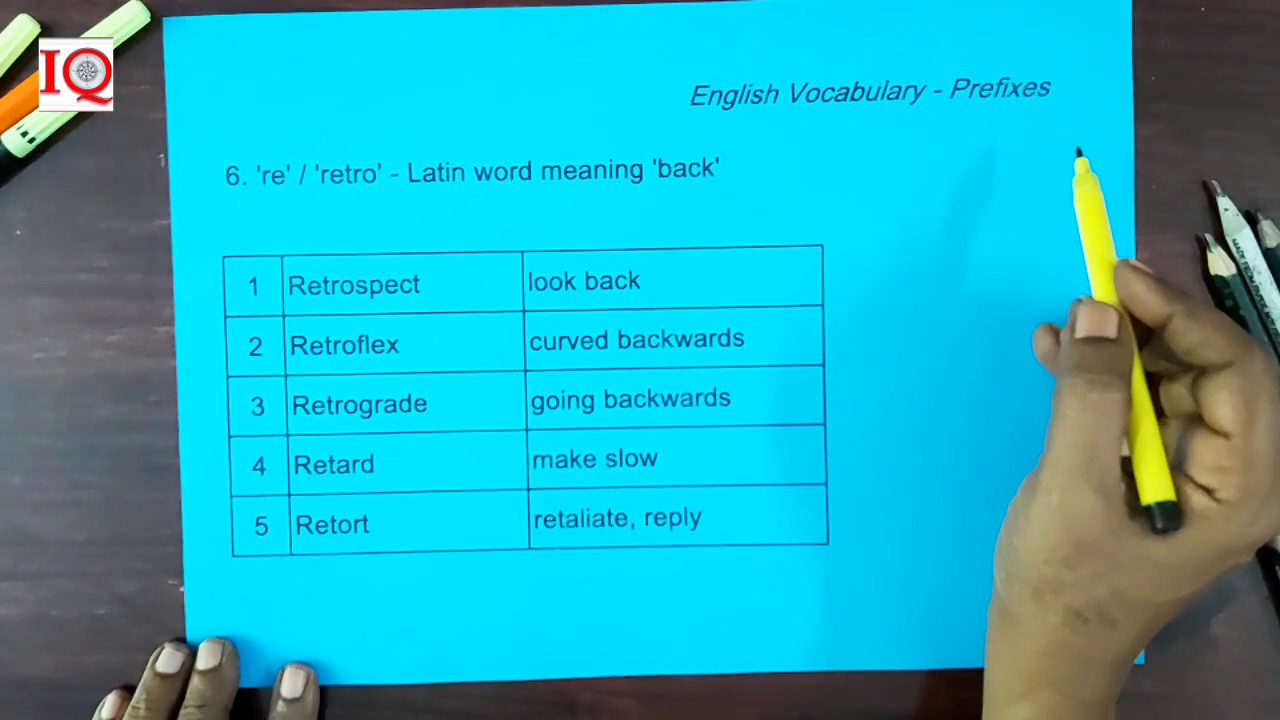 IQ
English Vocabulary - Prefixes
6. 're' / 'retro' - Latin word meaning 'back'
1 Retrospect look back
2 Retroflex curved backwards
3 Retrograde going backwards
4 Retard make slow
5 Retort retaliate, reply